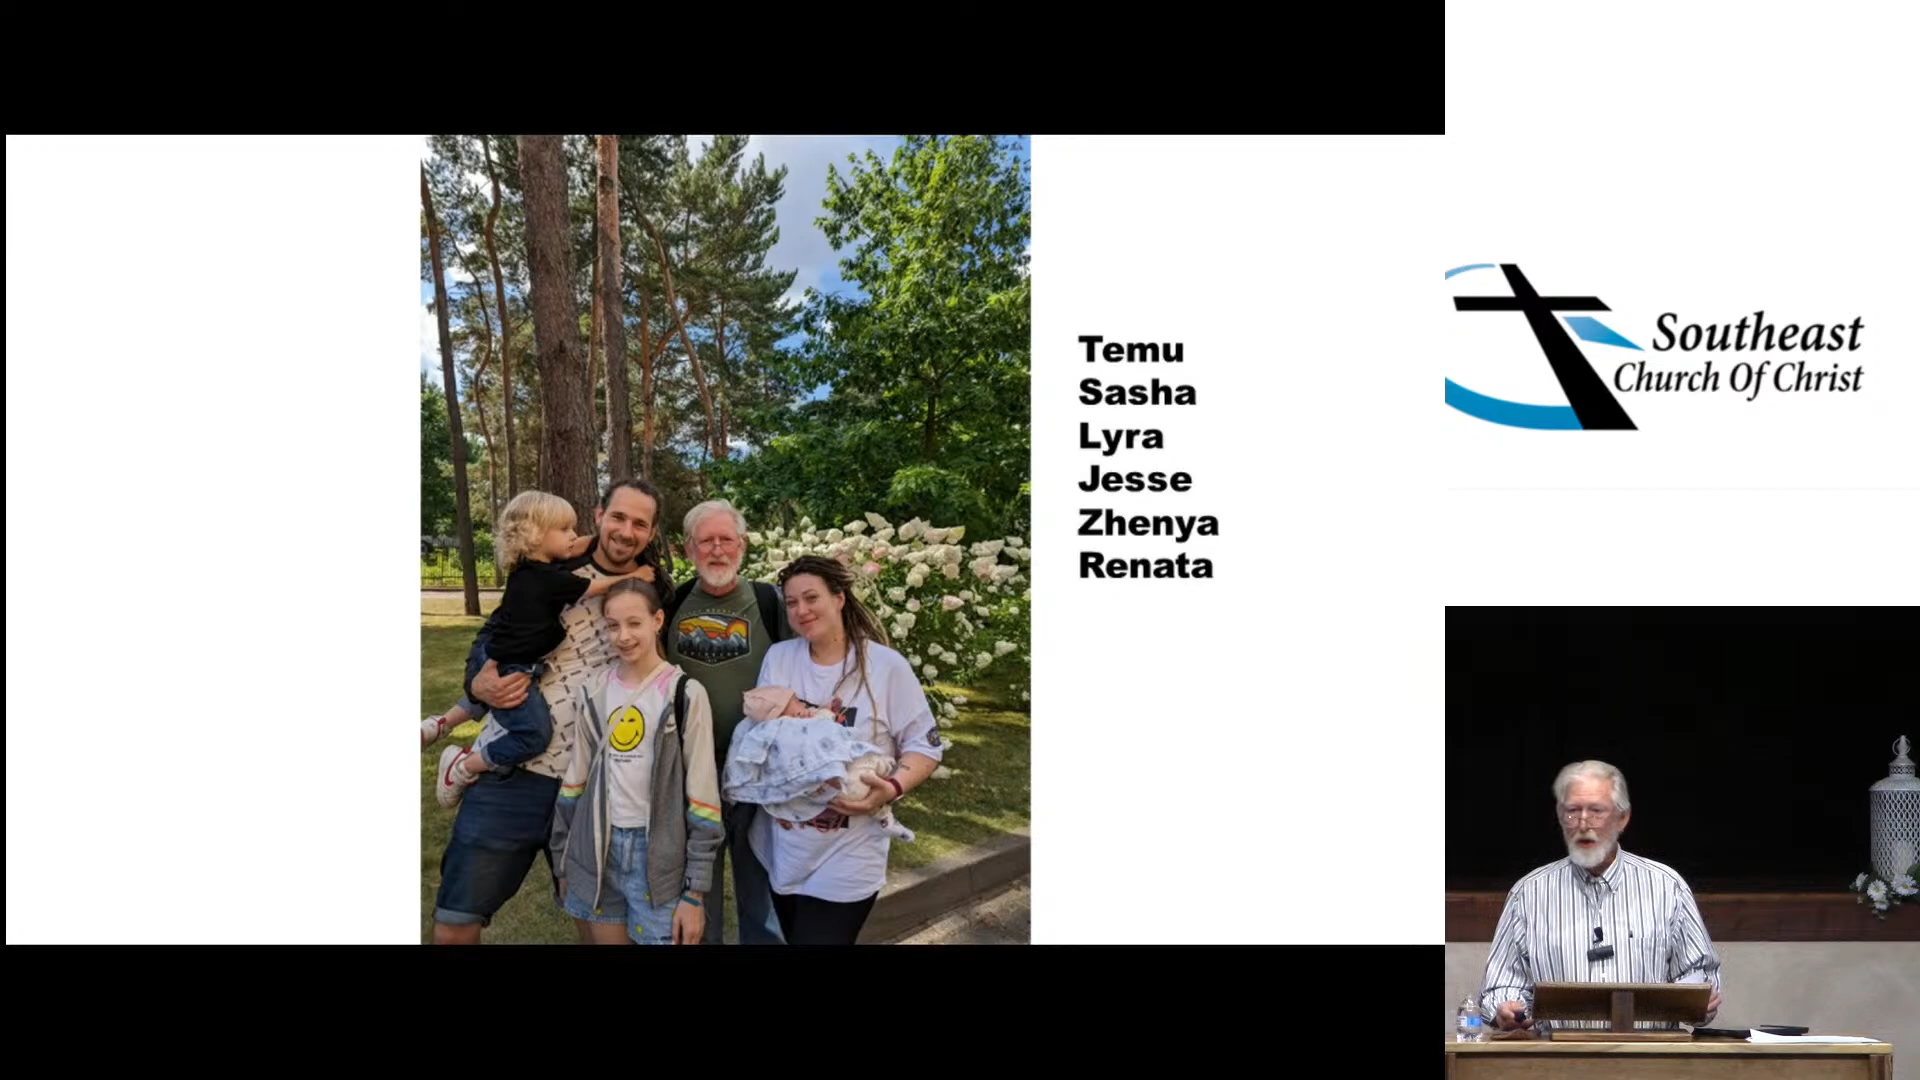 Temu
Sasha
Lyra
Jesse
Zhenya
Renata
Southeast
Church Of Christ